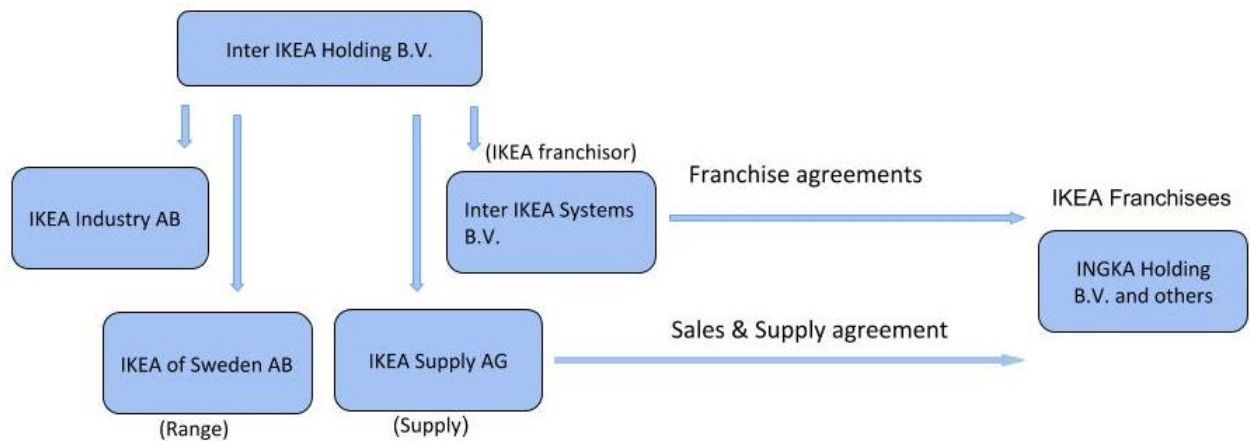 Inter IKEA Holding B.V.
(IKEA franchisor)
IKEA Industry AB
Inter IKEA Systems
B.V.
Franchise agreements
IKEA Franchisees
INGKA Holding
B.V. and others
IKEA of Sweden AB
(Range)
IKEA Supply AG
(Supply)
Sales & Supply agreement